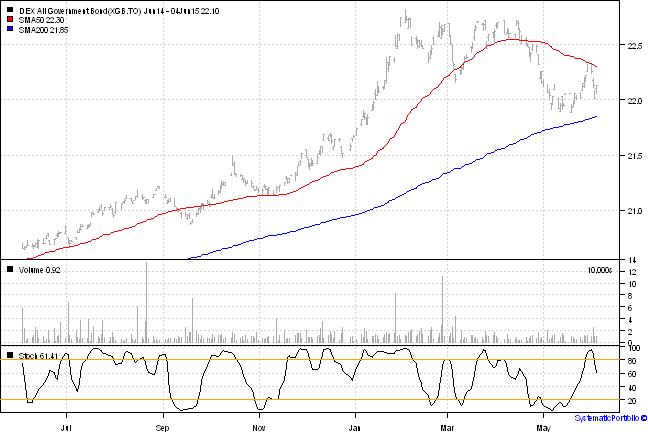 DEX All Government Bond(XGB.TO) Jun14 - 04Jun15 22.10
SMA50 22.30
SMA200 21.85
22.5
22.0
21.5
21.0
14
Volume 0.92
10,000s
12
10
8
6
4
2
0
Stoch 61.41
100
80
60
40
20
Jul
Sep
Nov
Jan
Mar
May
SystematicPortfolio ©